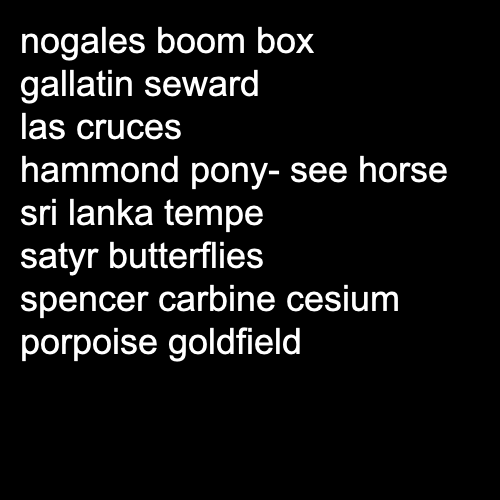 nogales boom box
gallatin seward
las cruces
hammond pony- see horse
sri lanka tempe
satyr butterflies
spencer carbine cesium
porpoise goldfield